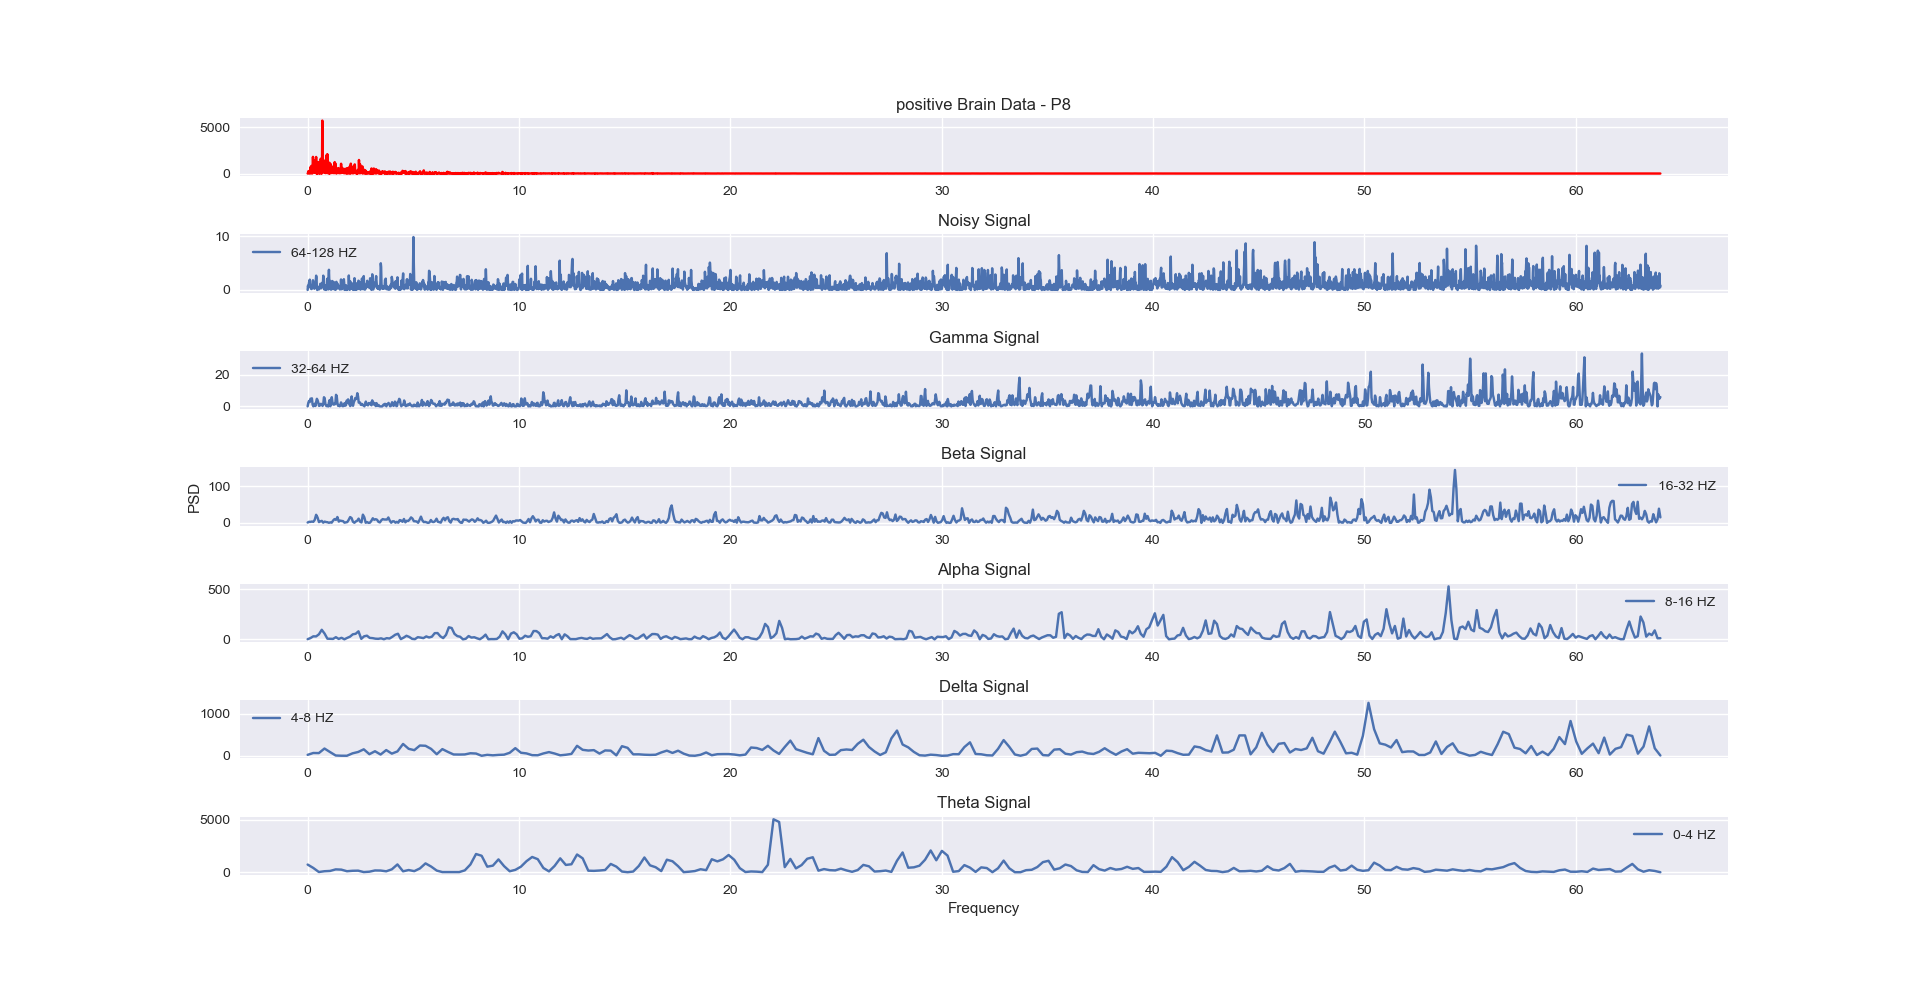 positive Brain Data - P8
5000
0
0 10 20 30 40 50 60
Noisy Signal
10
0
64-128 HZ
0 10 20 30 40 50 60
Gamma Signal
20
0
32-64 HZ
0 10 20 30 40 50 60
Beta Signal
PSD
100
0
16-32 HZ
0 10 20 30 40 50 60
Alpha Signal
500
0
8-16 HZ
0 10 20 30 40 50 60
Delta Signal
1000
0
4-8 HZ
0 10 20 30 40 50 60
Theta Signal
5000
0
0-4 HZ
0 10 20 30 40 50 60
Frequency